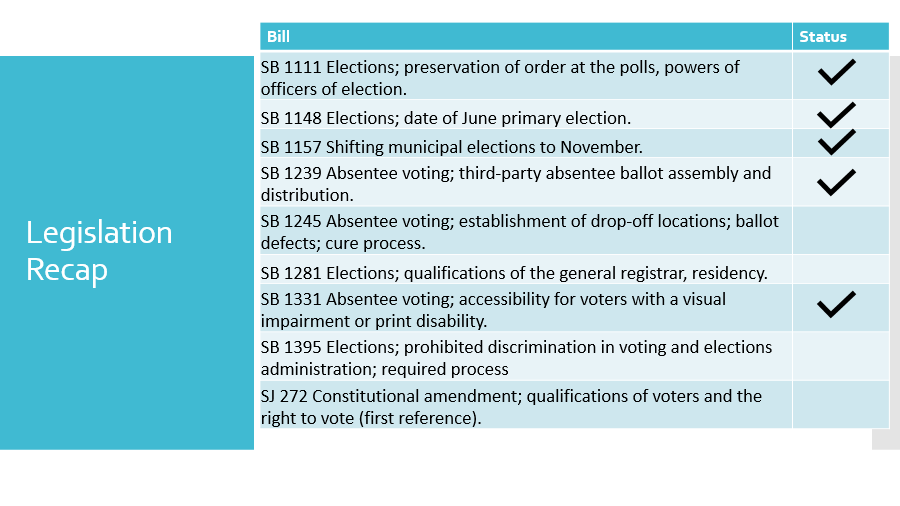 Legislation
Recap
Bill
Status
SB 1111 Elections; preservation of order at the polls, powers of
officers of election.
SB 1148 Elections; date of June primary election.
SB 1157 Shifting municipal elections to November.
SB 1239 Absentee voting; third-party absentee ballot assembly and
distribution.
SB 1245 Absentee voting; establishment of drop-off locations; ballot
defects; cure process.
SB 1281 Elections; qualifications of the general registrar, residency.
SB 1331 Absentee voting; accessibility for voters with a visual
impairment or print disability.
SB 1395 Elections; prohibited discrimination in voting and elections
administration; required process
SJ 272 Constitutional amendment; qualifications of voters and the
right to vote (first reference).